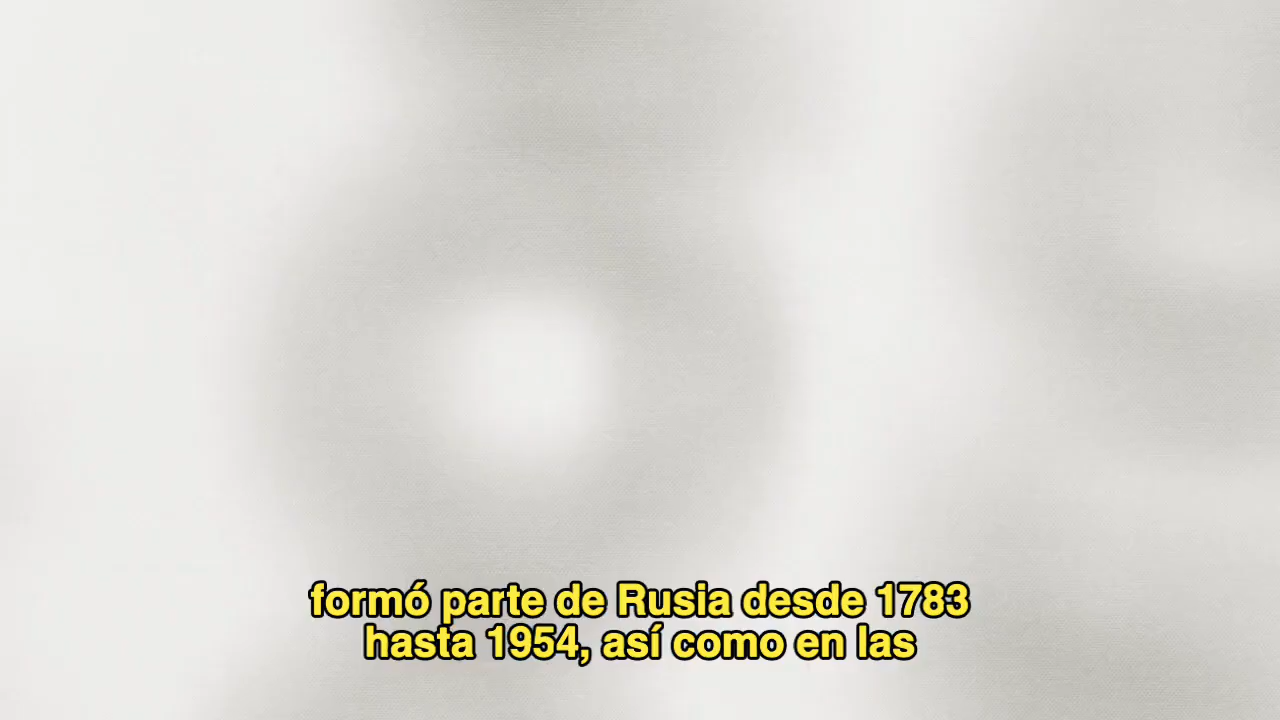 formó parte de Rusia desde 1783
hasta 1954, así como en las